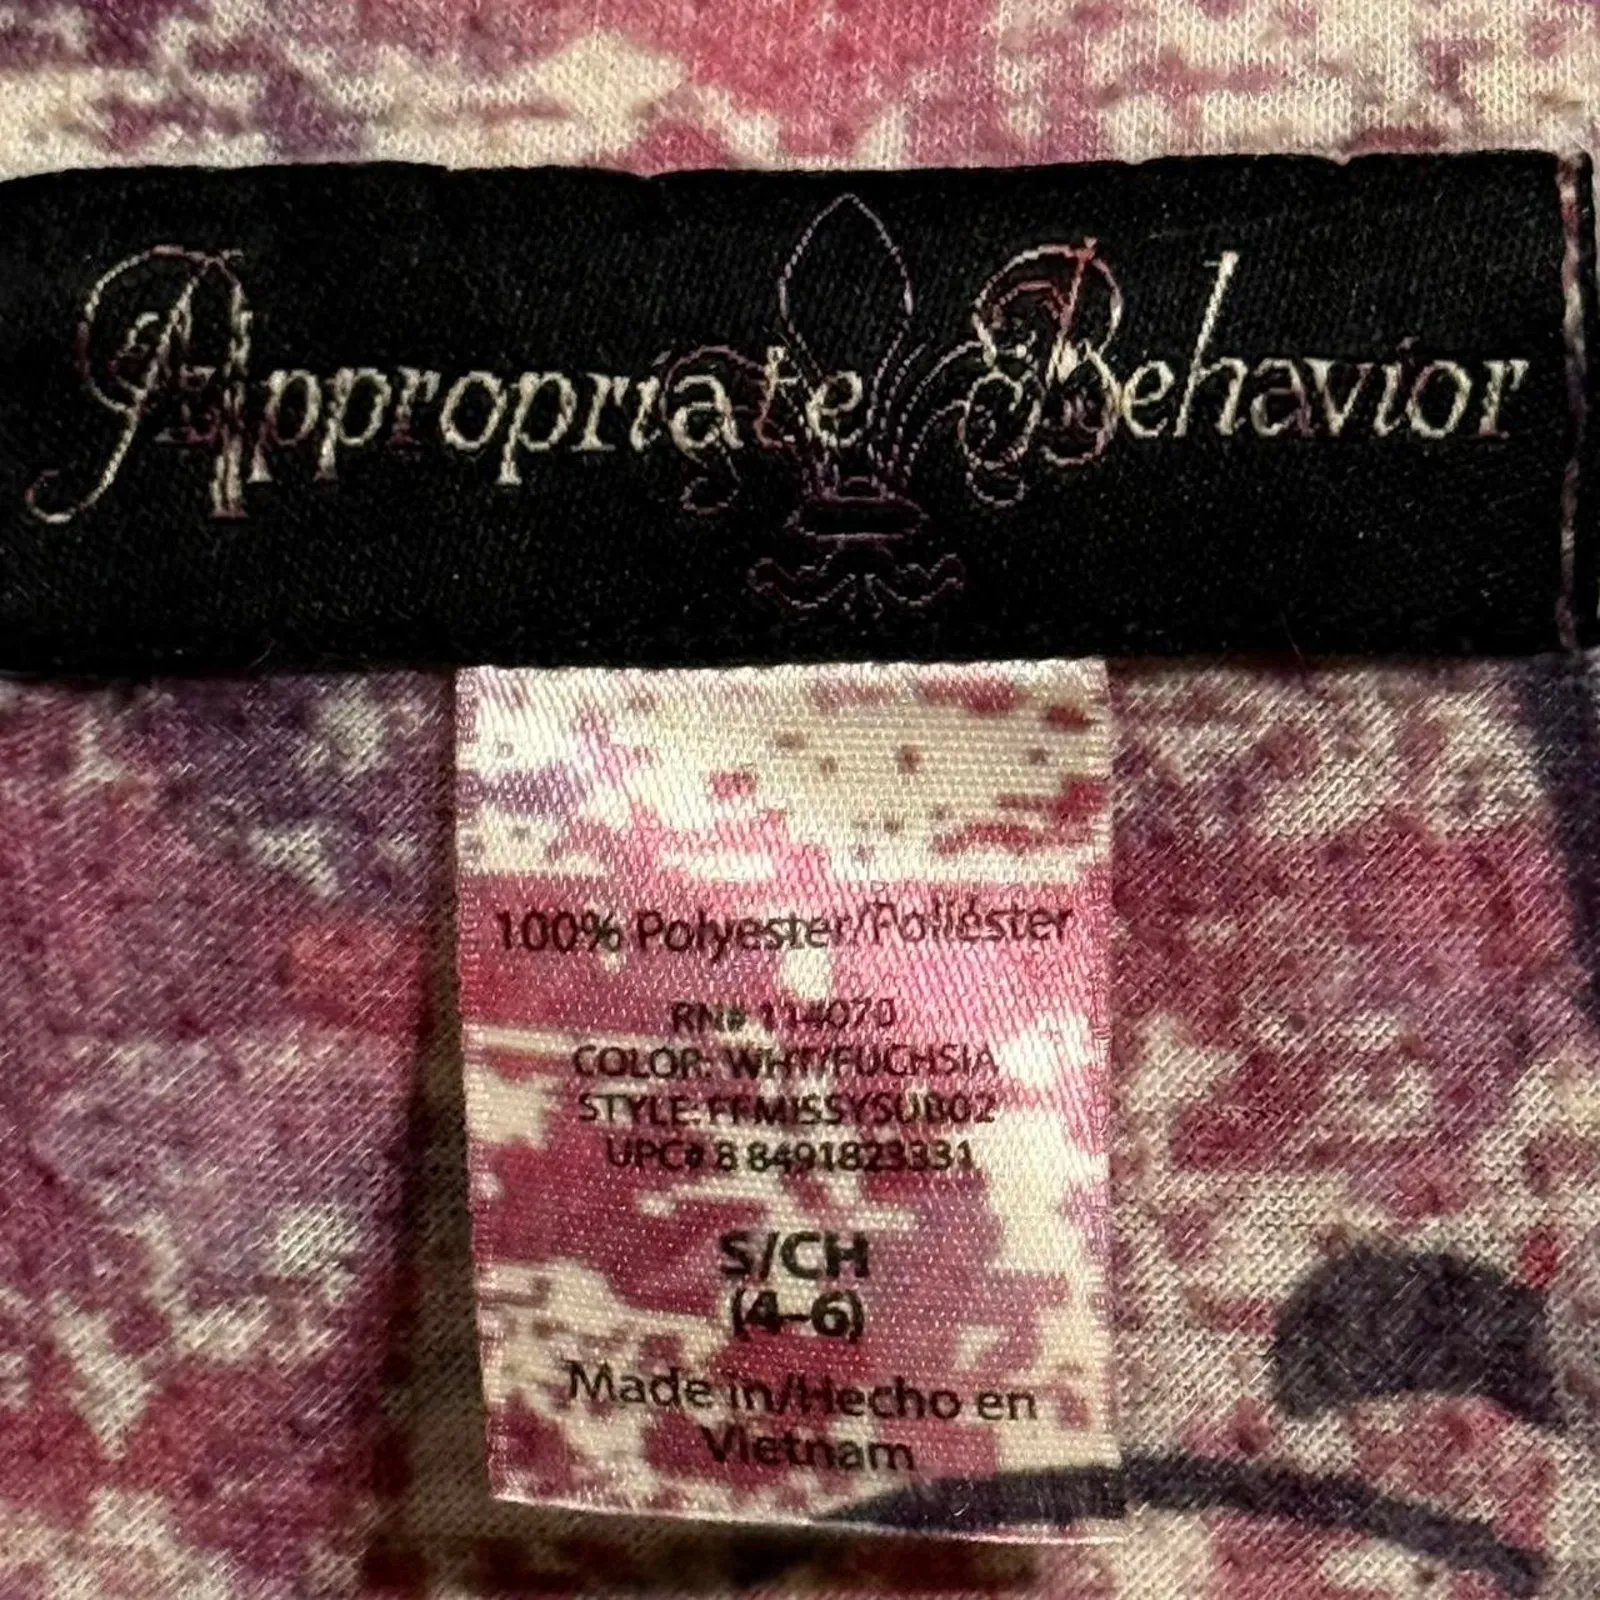 Appropriate Behavior
100% Polyester/Poliéster
RN# 114070
COLOR: WHT/FUCHSIA
STYLE:FFMISSYSUB02
UPC# 8 8491823331
S/CH
(4-6)
Made in/Hecho en
Vietnam